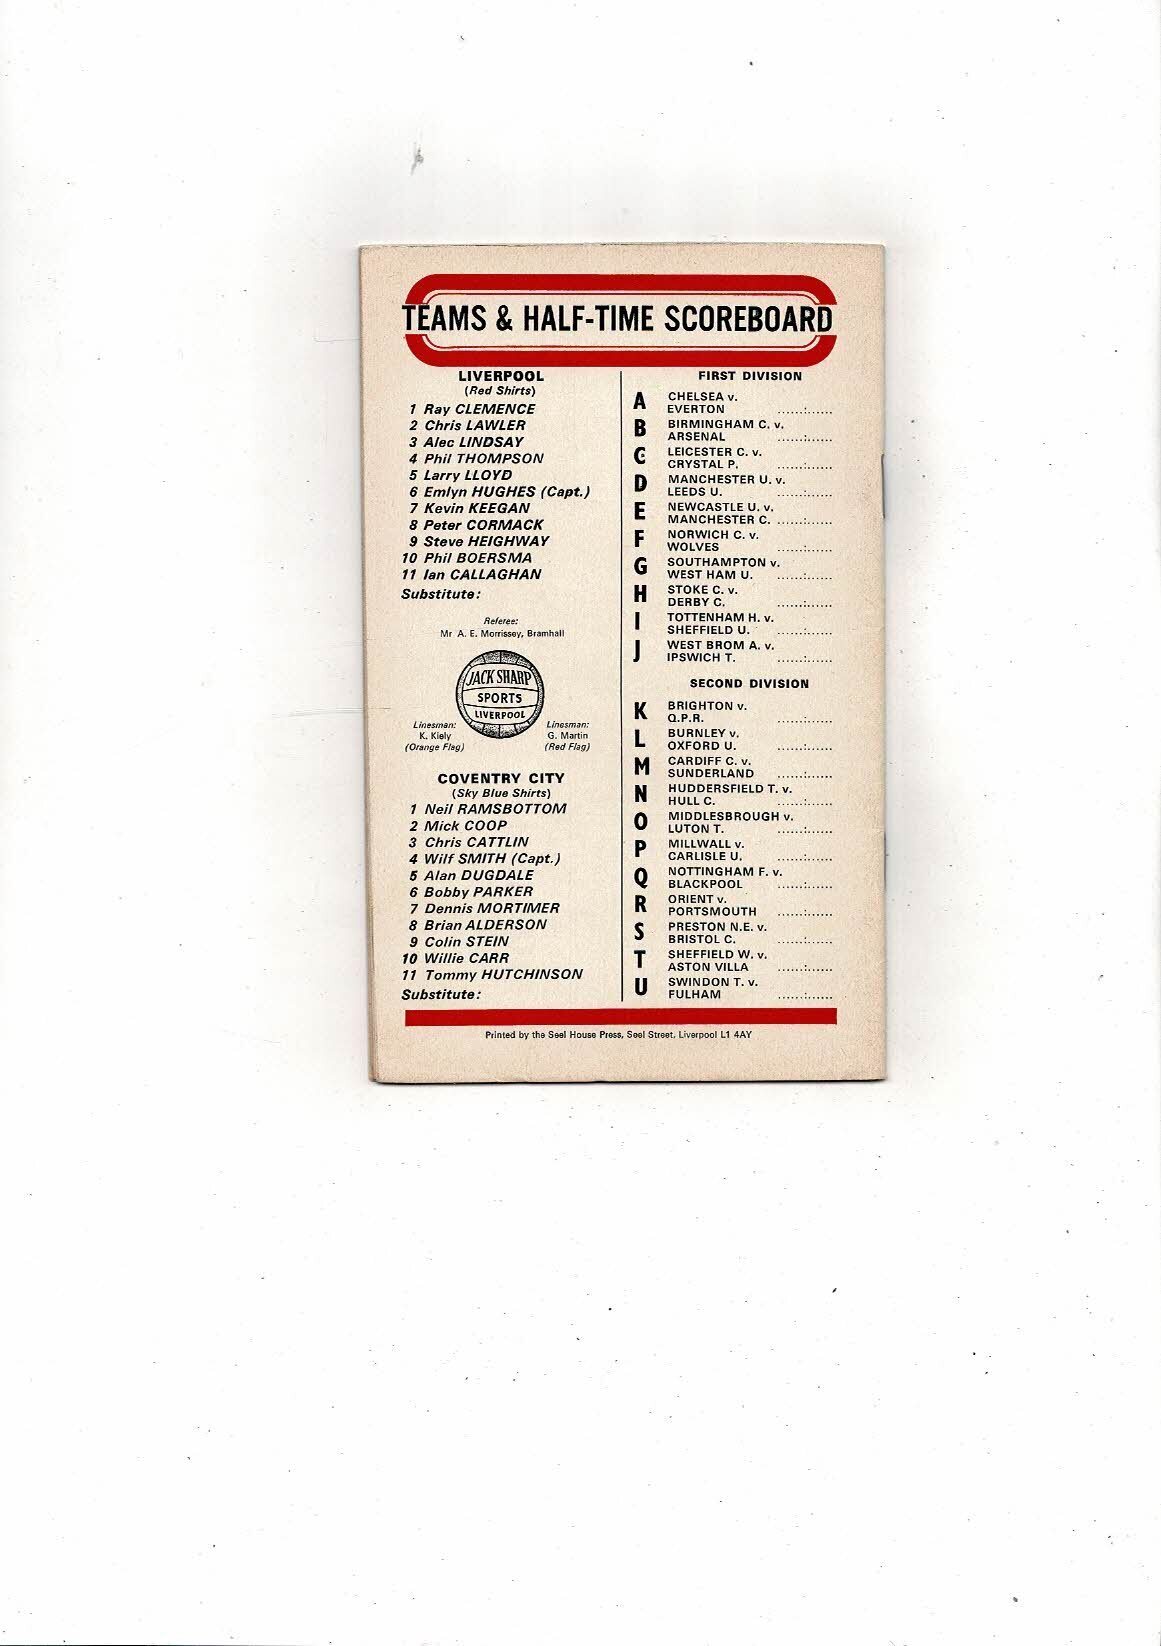 TEAMS & HALF-TIME SCOREBOARD
LIVERPOOL
(Red Shirts)
1 Ray CLEMENCE
2 Chris LAWLER
3 Alec LINDSAY
4 Phil THOMPSON
5 Larry LLOYD
6 Emlyn HUGHES (Capt.)
7 Kevin KEEGAN
8 Peter CORMACK
9 Steve HEIGHWAY
10 Phil BOERSMA
11 Ian CALLAGHAN
Substitute:
Referee:
Mr A. E. Morrissey, Bramhall
JACK SHARP
SPORTS
LIVERPOOL
Linesman:
K. Kiely
(Orange Flag)
Linesman:
G. Martin
(Red Flag)
COVENTRY CITY
(Sky Blue Shirts)
1 Neil RAMSBOTTOM
2 Mick COOP
3 Chris CATTLIN
4 Wilf SMITH (Capt.)
5 Alan DUGDALE
6 Bobby PARKER
7 Dennis MORTIMER
8 Brian ALDERSON
9 Colin STEIN
10 Willie CARR
11 Tommy HUTCHINSON
Substitute:
FIRST DIVISION
A CHELSEA v.
EVERTON ......:......
B BIRMINGHAM C. v.
ARSENAL ......:......
C LEICESTER C. v.
CRYSTAL P. ......:......
D MANCHESTER U. v.
LEEDS U. ......:......
E NEWCASTLE U. v.
MANCHESTER C. ......:......
F NORWICH C. v.
WOLVES ......:......
G SOUTHAMPTON v.
WEST HAM U. ......:......
H STOKE C. v.
DERBY C. ......:......
I TOTTENHAM H. v.
SHEFFIELD U. ......:......
J WEST BROM A. v.
IPSWICH T. ......:......
SECOND DIVISION
K BRIGHTON v.
Q.P.R. ......:......
L BURNLEY v.
OXFORD U. ......:......
M CARDIFF C. v.
SUNDERLAND ......:......
N HUDDERSFIELD T. v.
HULL C. ......:......
O MIDDLESBROUGH v.
LUTON T. ......:......
P MILLWALL v.
CARLISLE U. ......:......
Q NOTTINGHAM F. v.
BLACKPOOL ......:......
R ORIENT v.
PORTSMOUTH ......:......
S PRESTON N.E. v.
BRISTOL C. ......:......
T SHEFFIELD W. v.
ASTON VILLA ......:......
U SWINDON T. v.
FULHAM ......:......
Printed by the Seel House Press, Seel Street, Liverpool L1 4AY